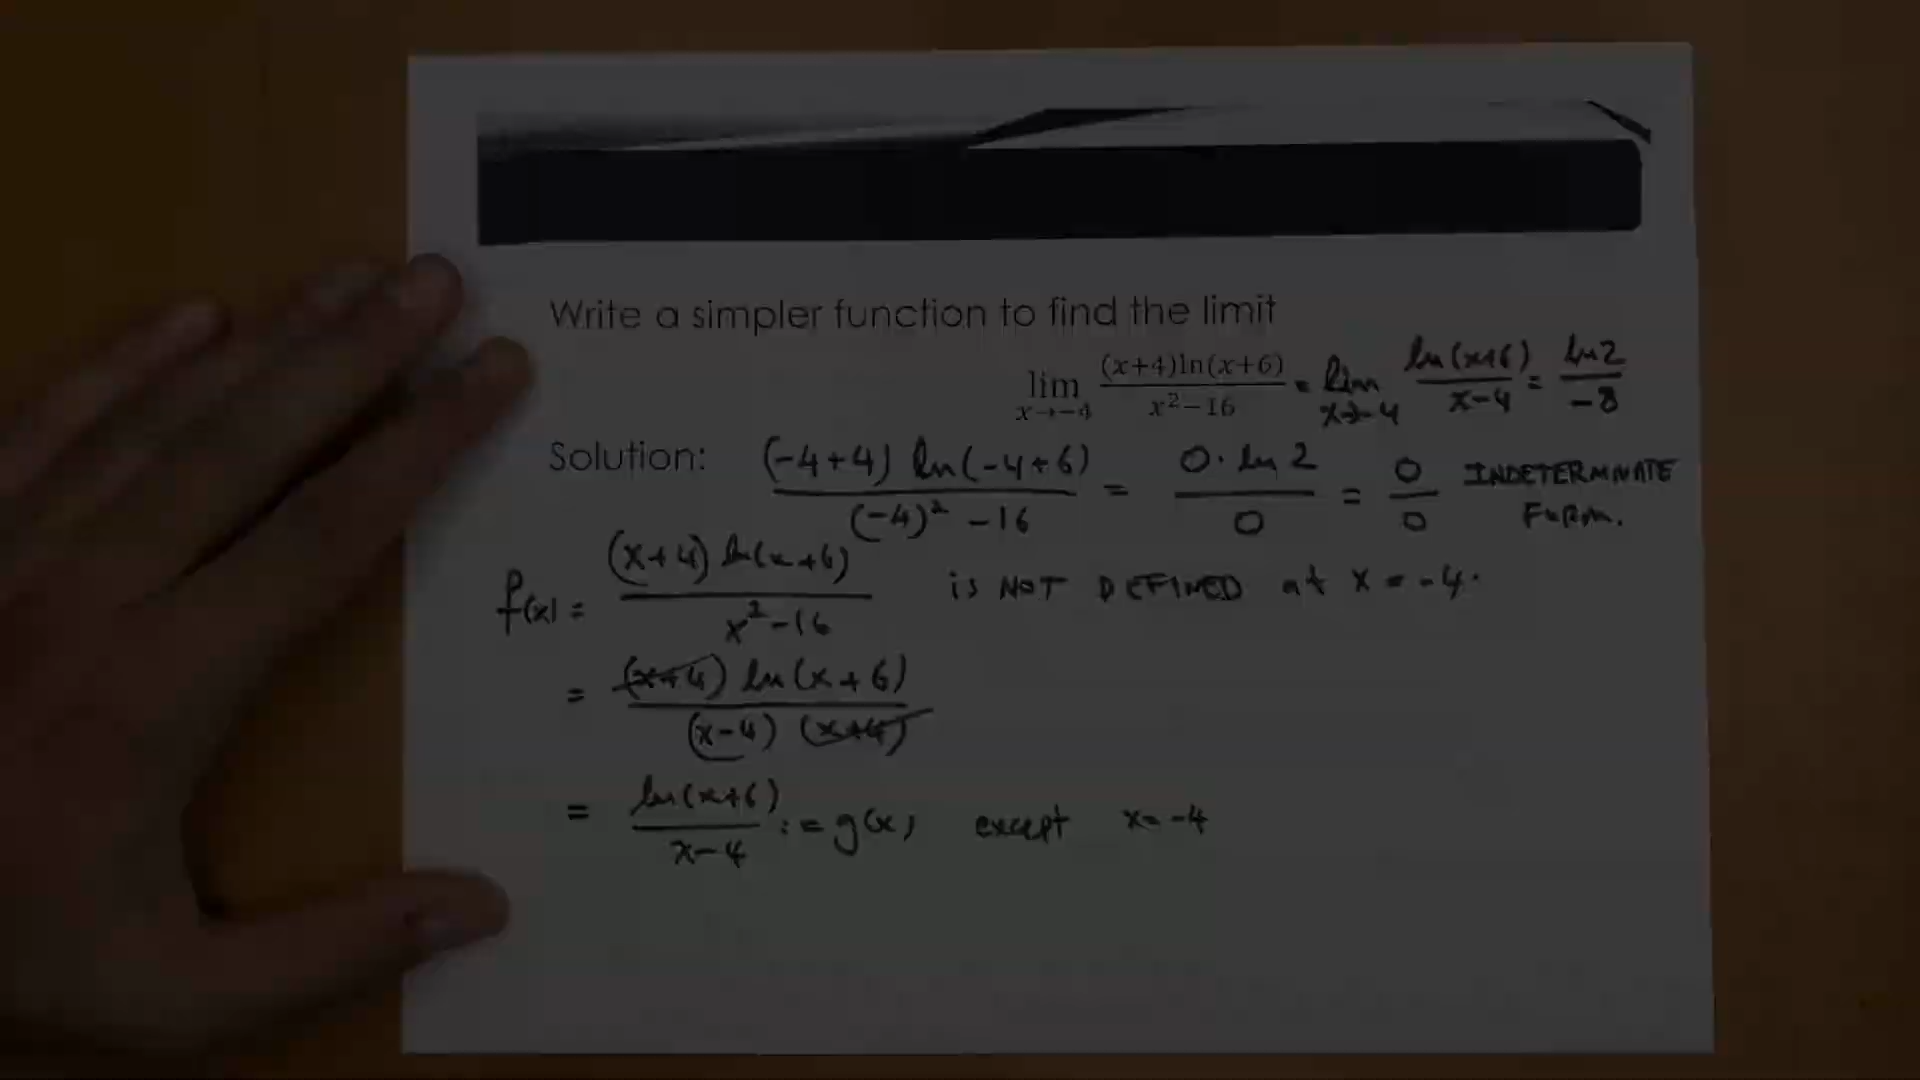 Write a simpler function to find the limit
lim x→-4 (x+4)ln(x+6) / x²-16 = lim x→-4 ln(x+6) / x-4 = ln2 / -8
Solution: (-4+4) ln(-4+6) / (-4)² -16 = 0·ln 2 / 0 = 0 / 0 INDETERMINATE FORM.
f(x) = (x+4) ln(x+6) / x²-16 is NOT DEFINED at x = -4.
= (x+4) ln(x+6) / (x-4) (x+4)
= ln(x+6) / x-4 := g(x) except x = -4